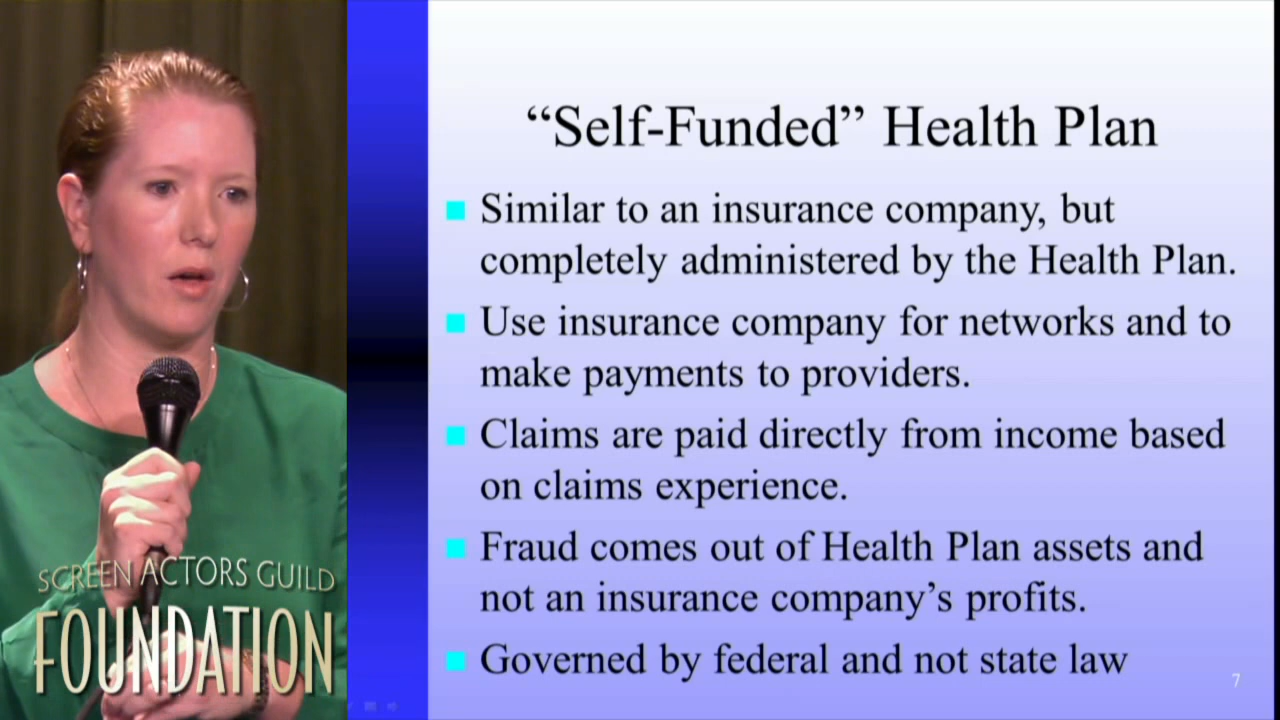 “Self-Funded” Health Plan
Similar to an insurance company, but
completely administered by the Health Plan.
Use insurance company for networks and to
make payments to providers.
Claims are paid directly from income based
on claims experience.
Fraud comes out of Health Plan assets and
not an insurance company’s profits.
Governed by federal and not state law
7
SCREEN ACTORS GUILD
FOUNDATION